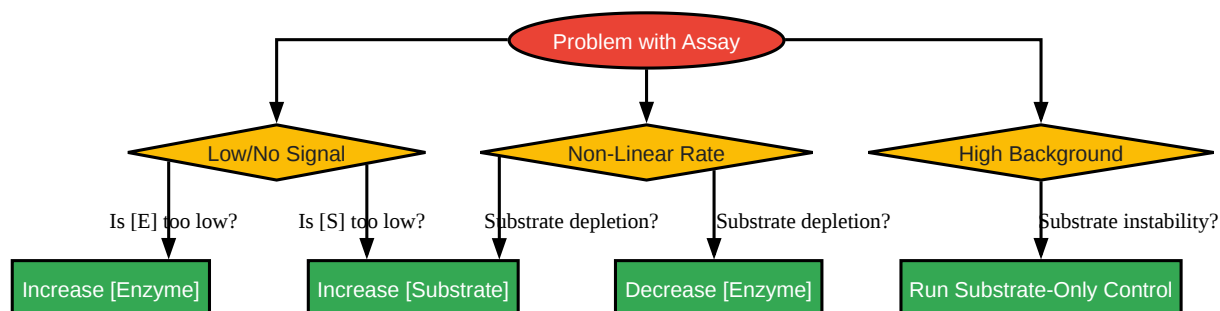 Problem with Assay
Low/No Signal
Non-Linear Rate
High Background
Is [E] too low?
Is [S] too low?
Substrate depletion?
Substrate depletion?
Substrate instability?
Increase [Enzyme]
Increase [Substrate]
Decrease [Enzyme]
Run Substrate-Only Control